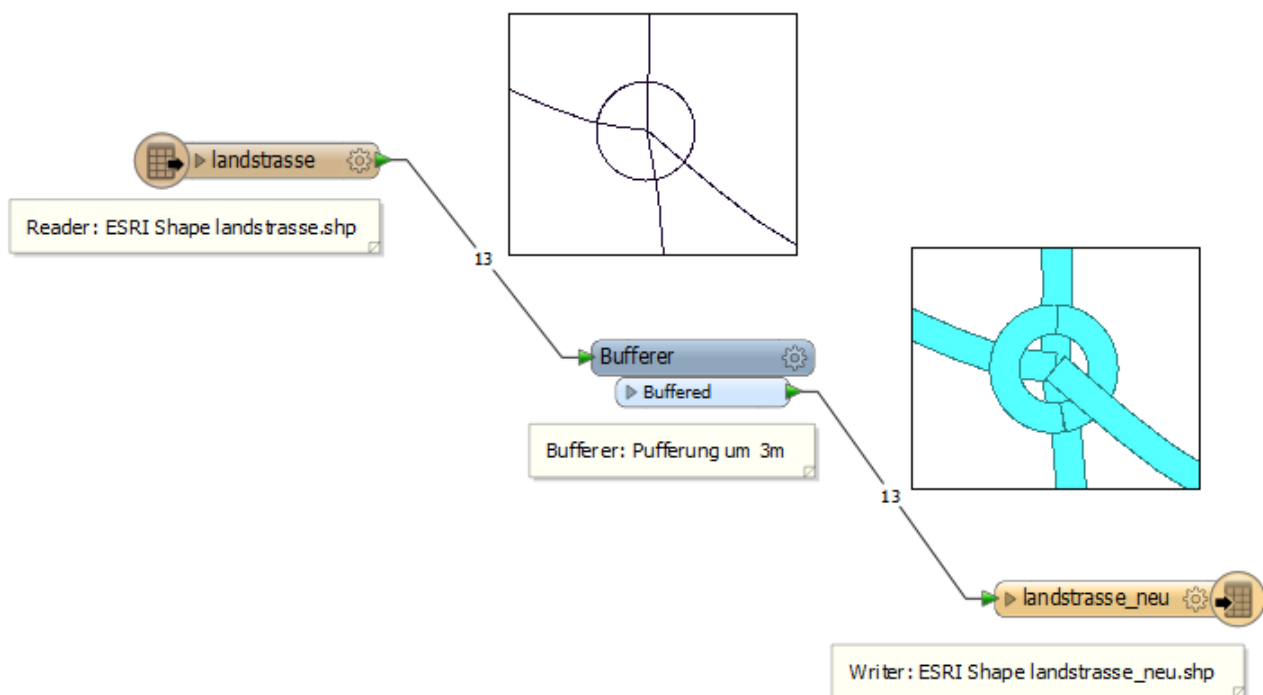 landstrasse
Reader: ESRI Shape landstrasse.shp
13
Bufferer
Buffered
Bufferer: Pufferung um 3m
13
landstrasse_neu
Writer: ESRI Shape landstrasse_neu.shp